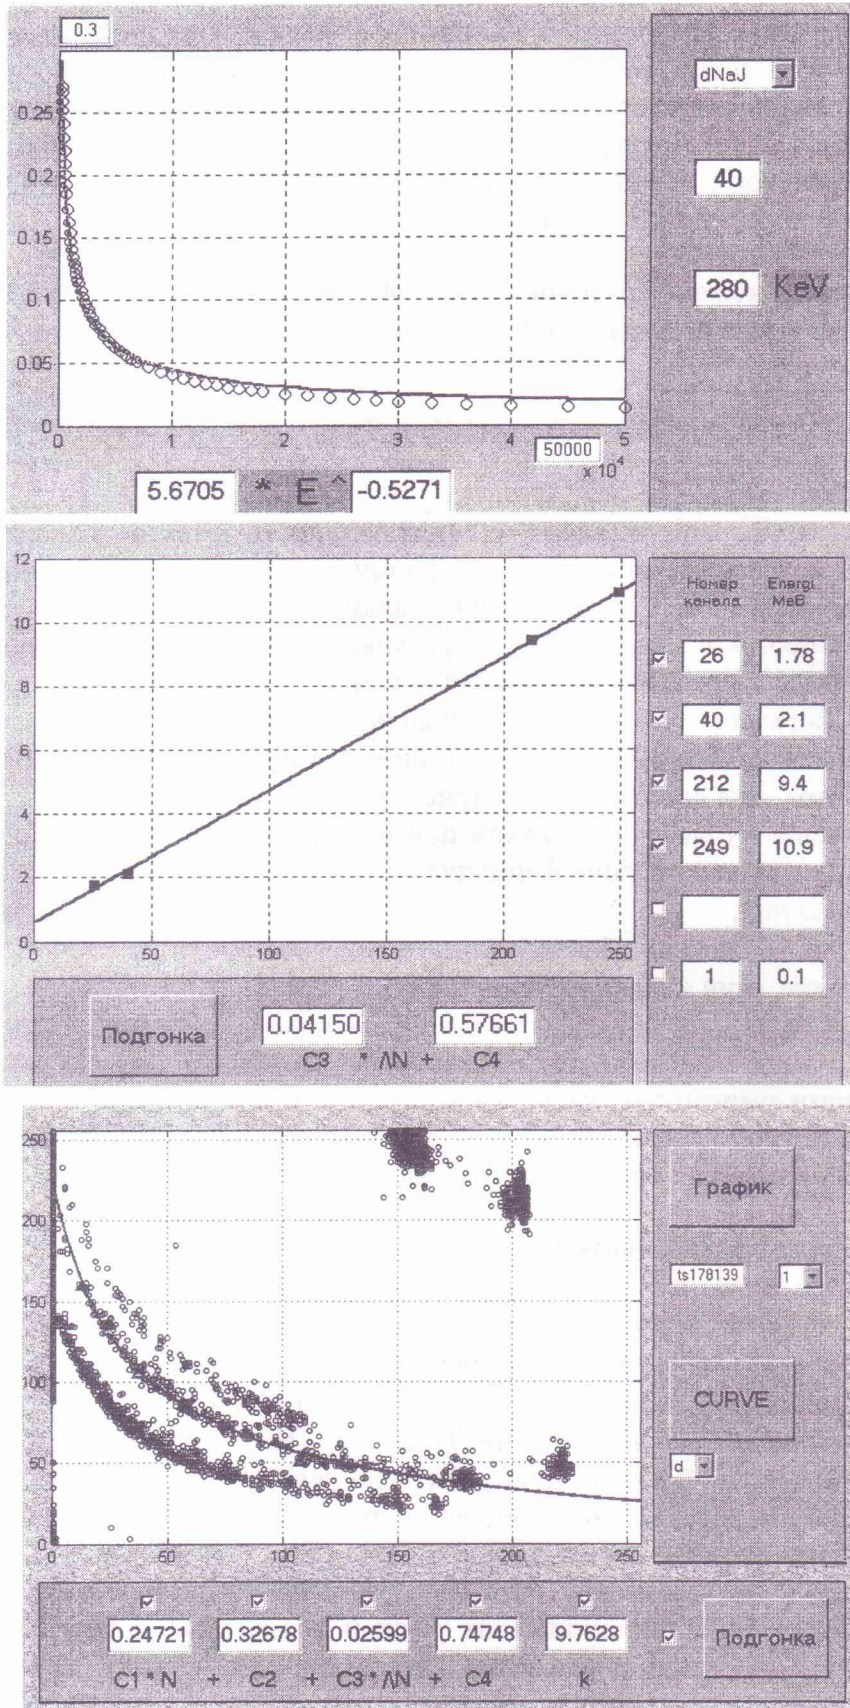 0.3
dNaJ
0.25
0.2
40
0.15
0.1
280 KeV
0.05
0
0 1 2 3 4 5
50000
x 10⁴
5.6705 * E ^ -0.5271
12
Номер Energi
канала МеВ
10
26 1.78
8
40 2.1
6
212 9.4
4
249 10.9
2
0
1 0.1
0 50 100 150 200 250
Подгонка 0.04150 0.57661
C3 * ΛN + C4
250
График
200
ts178139 1
150
100
CURVE
50
d
0
0 50 100 150 200 250
0.24721 0.32678 0.02599 0.74748 9.7628 Подгонка
C1 * N + C2 + C3 * ΛN + C4 k